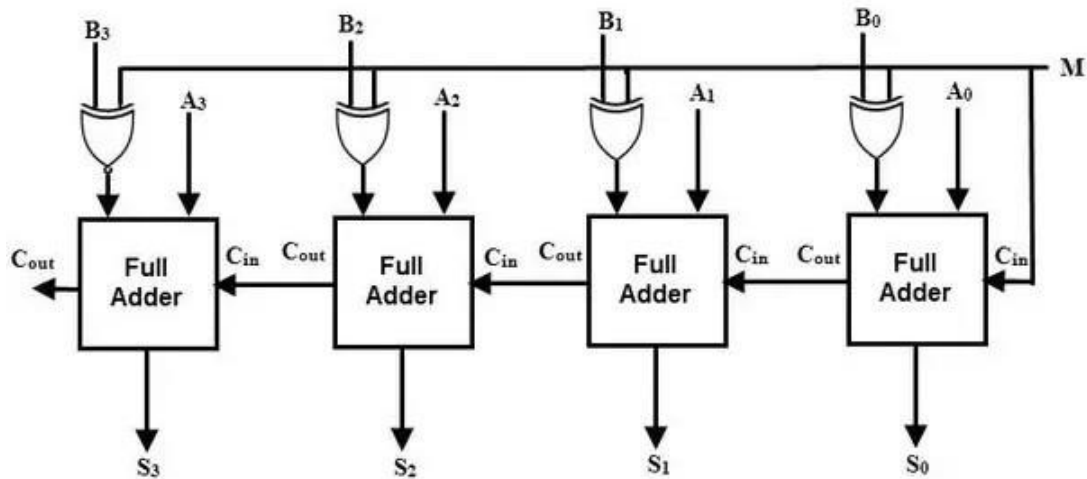 B3 B2 B1 B0
M
A3 A2 A1 A0
Cout Full Adder Cin Cout Full Adder Cin Cout Full Adder Cin Cout Full Adder Cin
S3 S2 S1 S0